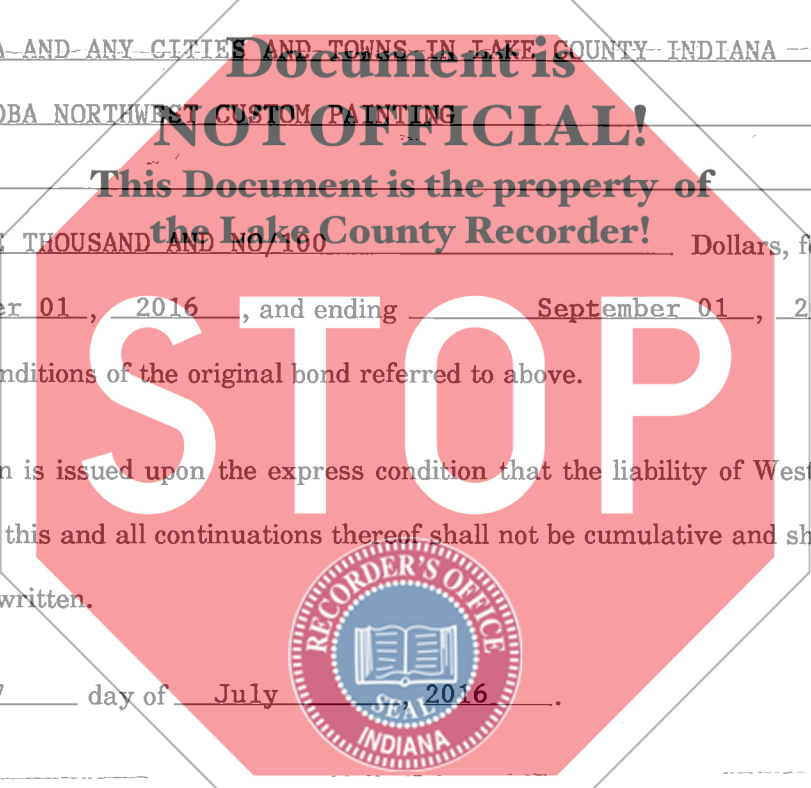 A AND ANY CITIES AND TOWNS IN LAKE COUNTY INDIANA --
Document is
DBA NORTHWEST CUSTOM PAINTING
NOT OFFICIAL!
This Document is the property of
the Lake County Recorder!
THOUSAND AND NO/100 Dollars, f
er 01, 2016, and ending September 01, 2
nditions of the original bond referred to above.
STOP
n is issued upon the express condition that the liability of West
this and all continuations thereof shall not be cumulative and sh
written.
RECORDER'S OFFICE
SEAL
INDIANA
7 day of July, 2016.